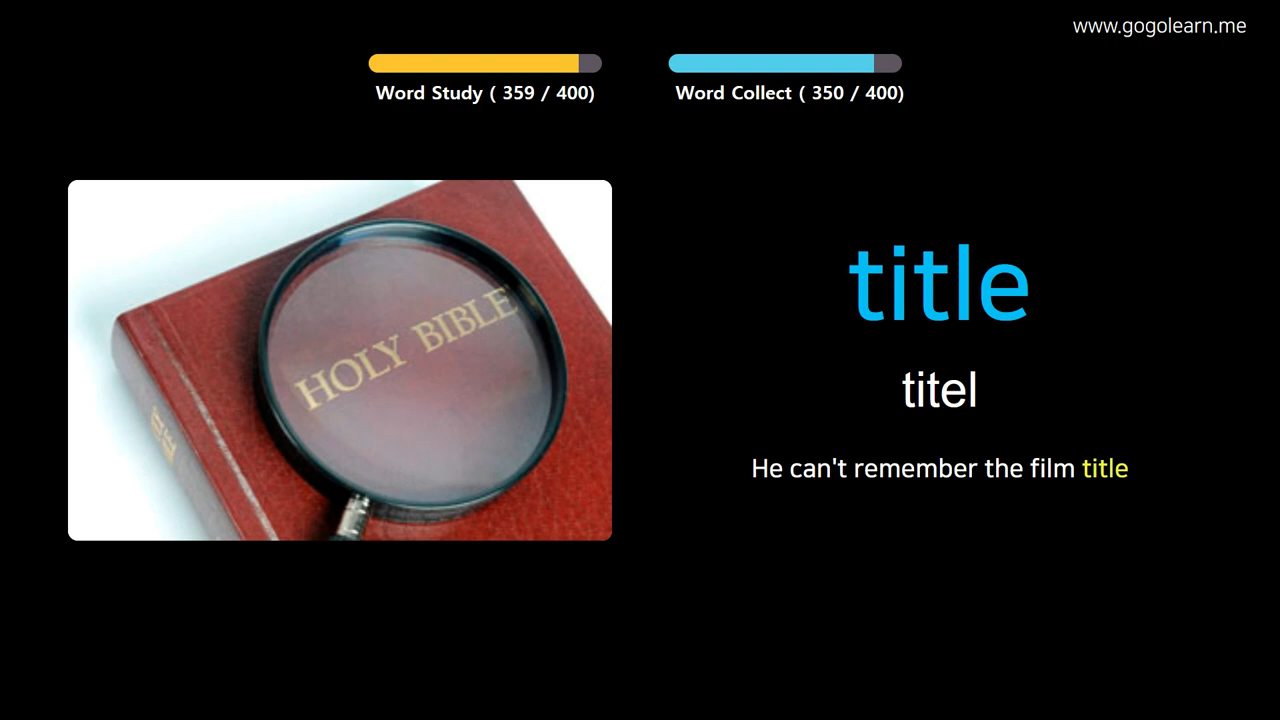 www.gogolearn.me
Word Study ( 359 / 400)
Word Collect ( 350 / 400)
HOLY BIBLE
title
titel
He can't remember the film title